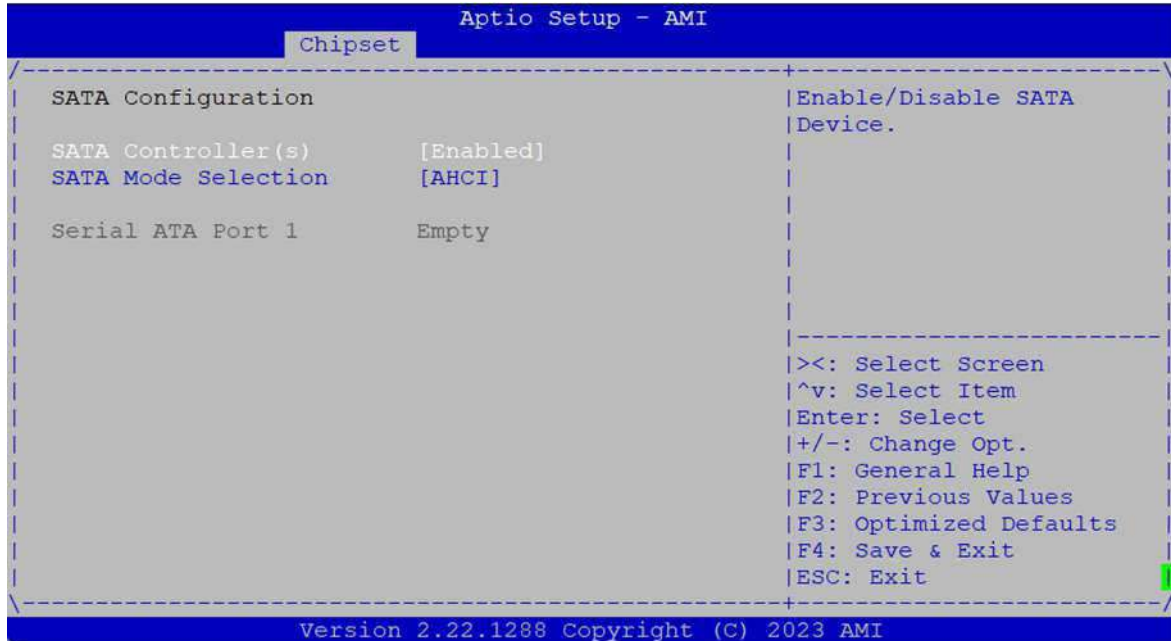 Aptio Setup - AMI
Chipset
SATA Configuration
SATA Controller(s) [Enabled]
SATA Mode Selection [AHCI]
Serial ATA Port 1 Empty
Enable/Disable SATA
Device.
><: Select Screen
^v: Select Item
Enter: Select
+/-: Change Opt.
F1: General Help
F2: Previous Values
F3: Optimized Defaults
F4: Save & Exit
ESC: Exit
Version 2.22.1288 Copyright (C) 2023 AMI